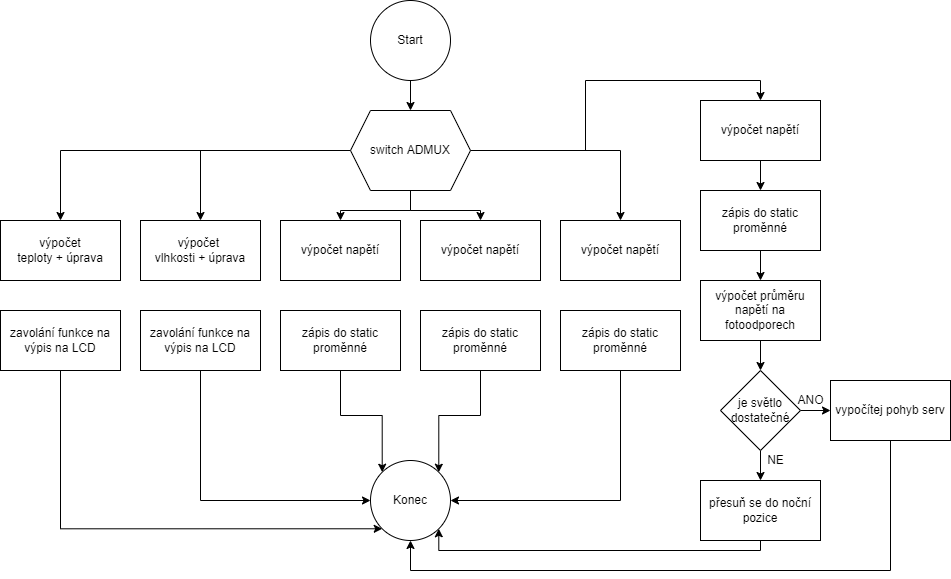 Start
switch ADMUX
výpočet napětí
zápis do static
proměnné
výpočet průměru
napětí na
fotoodporech
je světlo
dostatečné
ANO
vypočítej pohyb serv
NE
přesuň se do noční
pozice
výpočet
teploty + úprava
výpočet
vlhkosti + úprava
výpočet napětí
výpočet napětí
výpočet napětí
zavolání funkce na
výpis na LCD
zavolání funkce na
výpis na LCD
zápis do static
proměnné
zápis do static
proměnné
zápis do static
proměnné
Konec